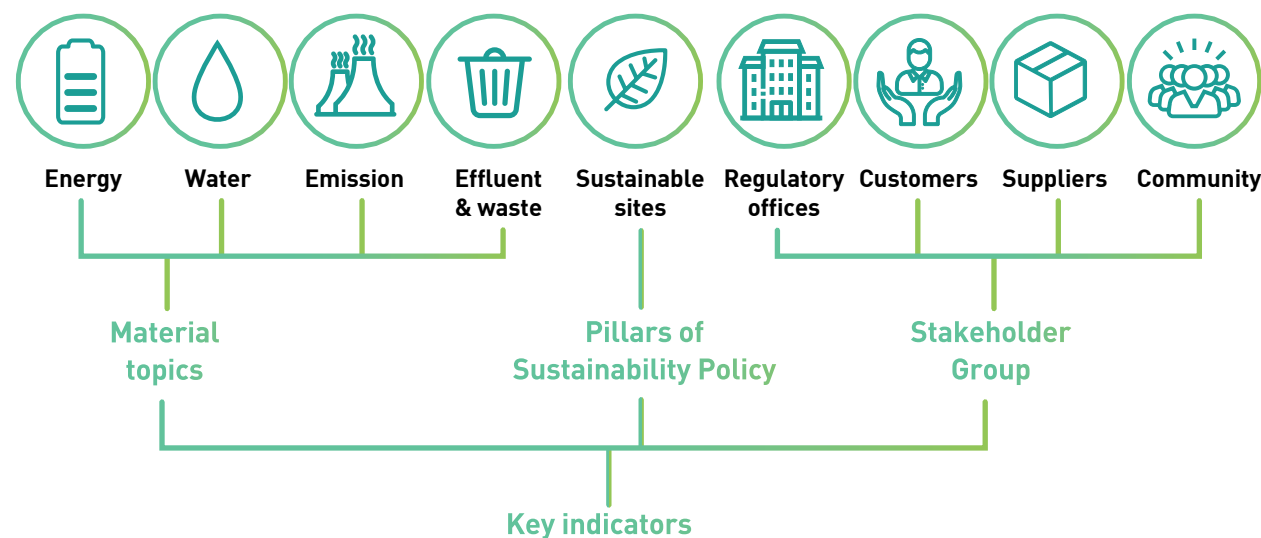 Energy
Water
Emission
Effluent
& waste
Sustainable
sites
Regulatory
offices
Customers
Suppliers
Community
Material
topics
Pillars of
Sustainability Policy
Stakeholder
Group
Key indicators